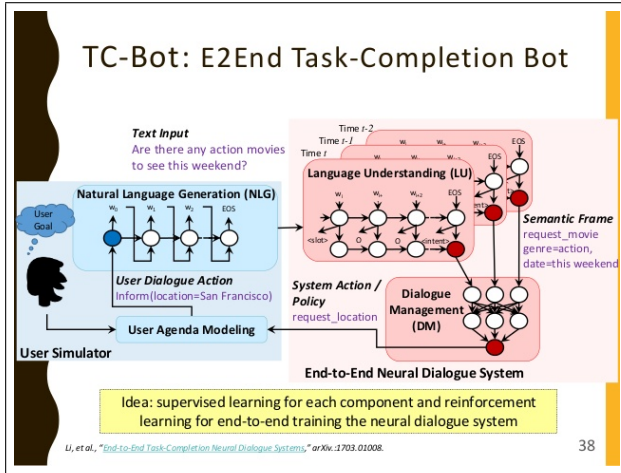 TC-Bot: E2End Task-Completion Bot
Text Input
Are there any action movies
to see this weekend?
Time t-2
Time t-1
Time t
EOS
EOS
Language Understanding (LU)
wᵢ
EOS
<slot>
O
O
<intent>
Natural Language Generation (NLG)
w₀
w₁
w₂
EOS
User
Goal
Semantic Frame
request_movie
genre=action,
date=this weekend
User Dialogue Action
Inform(location=San Francisco)
System Action /
Policy
request_location
Dialogue
Management
(DM)
User Agenda Modeling
User Simulator
End-to-End Neural Dialogue System
Idea: supervised learning for each component and reinforcement
learning for end-to-end training the neural dialogue system
Li, et al., "End-to-End Task-Completion Neural Dialogue Systems," arXiv.:1703.01008.
38